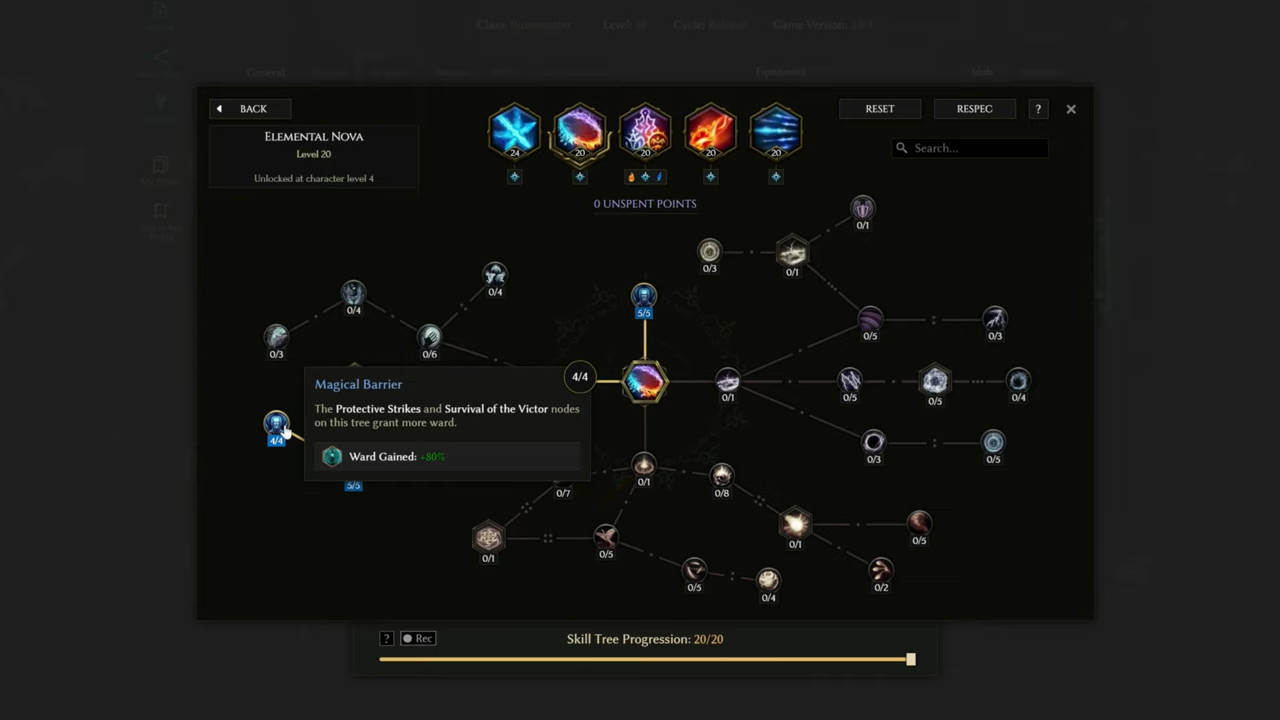 General
BACK
RESET
RESPEC
?
Search...
ELEMENTAL NOVA
Level 20
Unlocked at character level 4
24
20
20
20
20
0 UNSPENT POINTS
0/1
0/3
0/1
0/4
0/4
5/5
0/3
0/6
0/5
0/3
4/4
Magical Barrier
The Protective Strikes and Survival of the Victor nodes
on this tree grant more ward.
Ward Gained: +80%
4/4
5/5
0/1
0/5
0/5
0/4
0/3
0/5
0/7
0/1
0/8
0/1
0/5
0/1
0/5
0/5
0/4
0/2
? Rec
Skill Tree Progression: 20/20